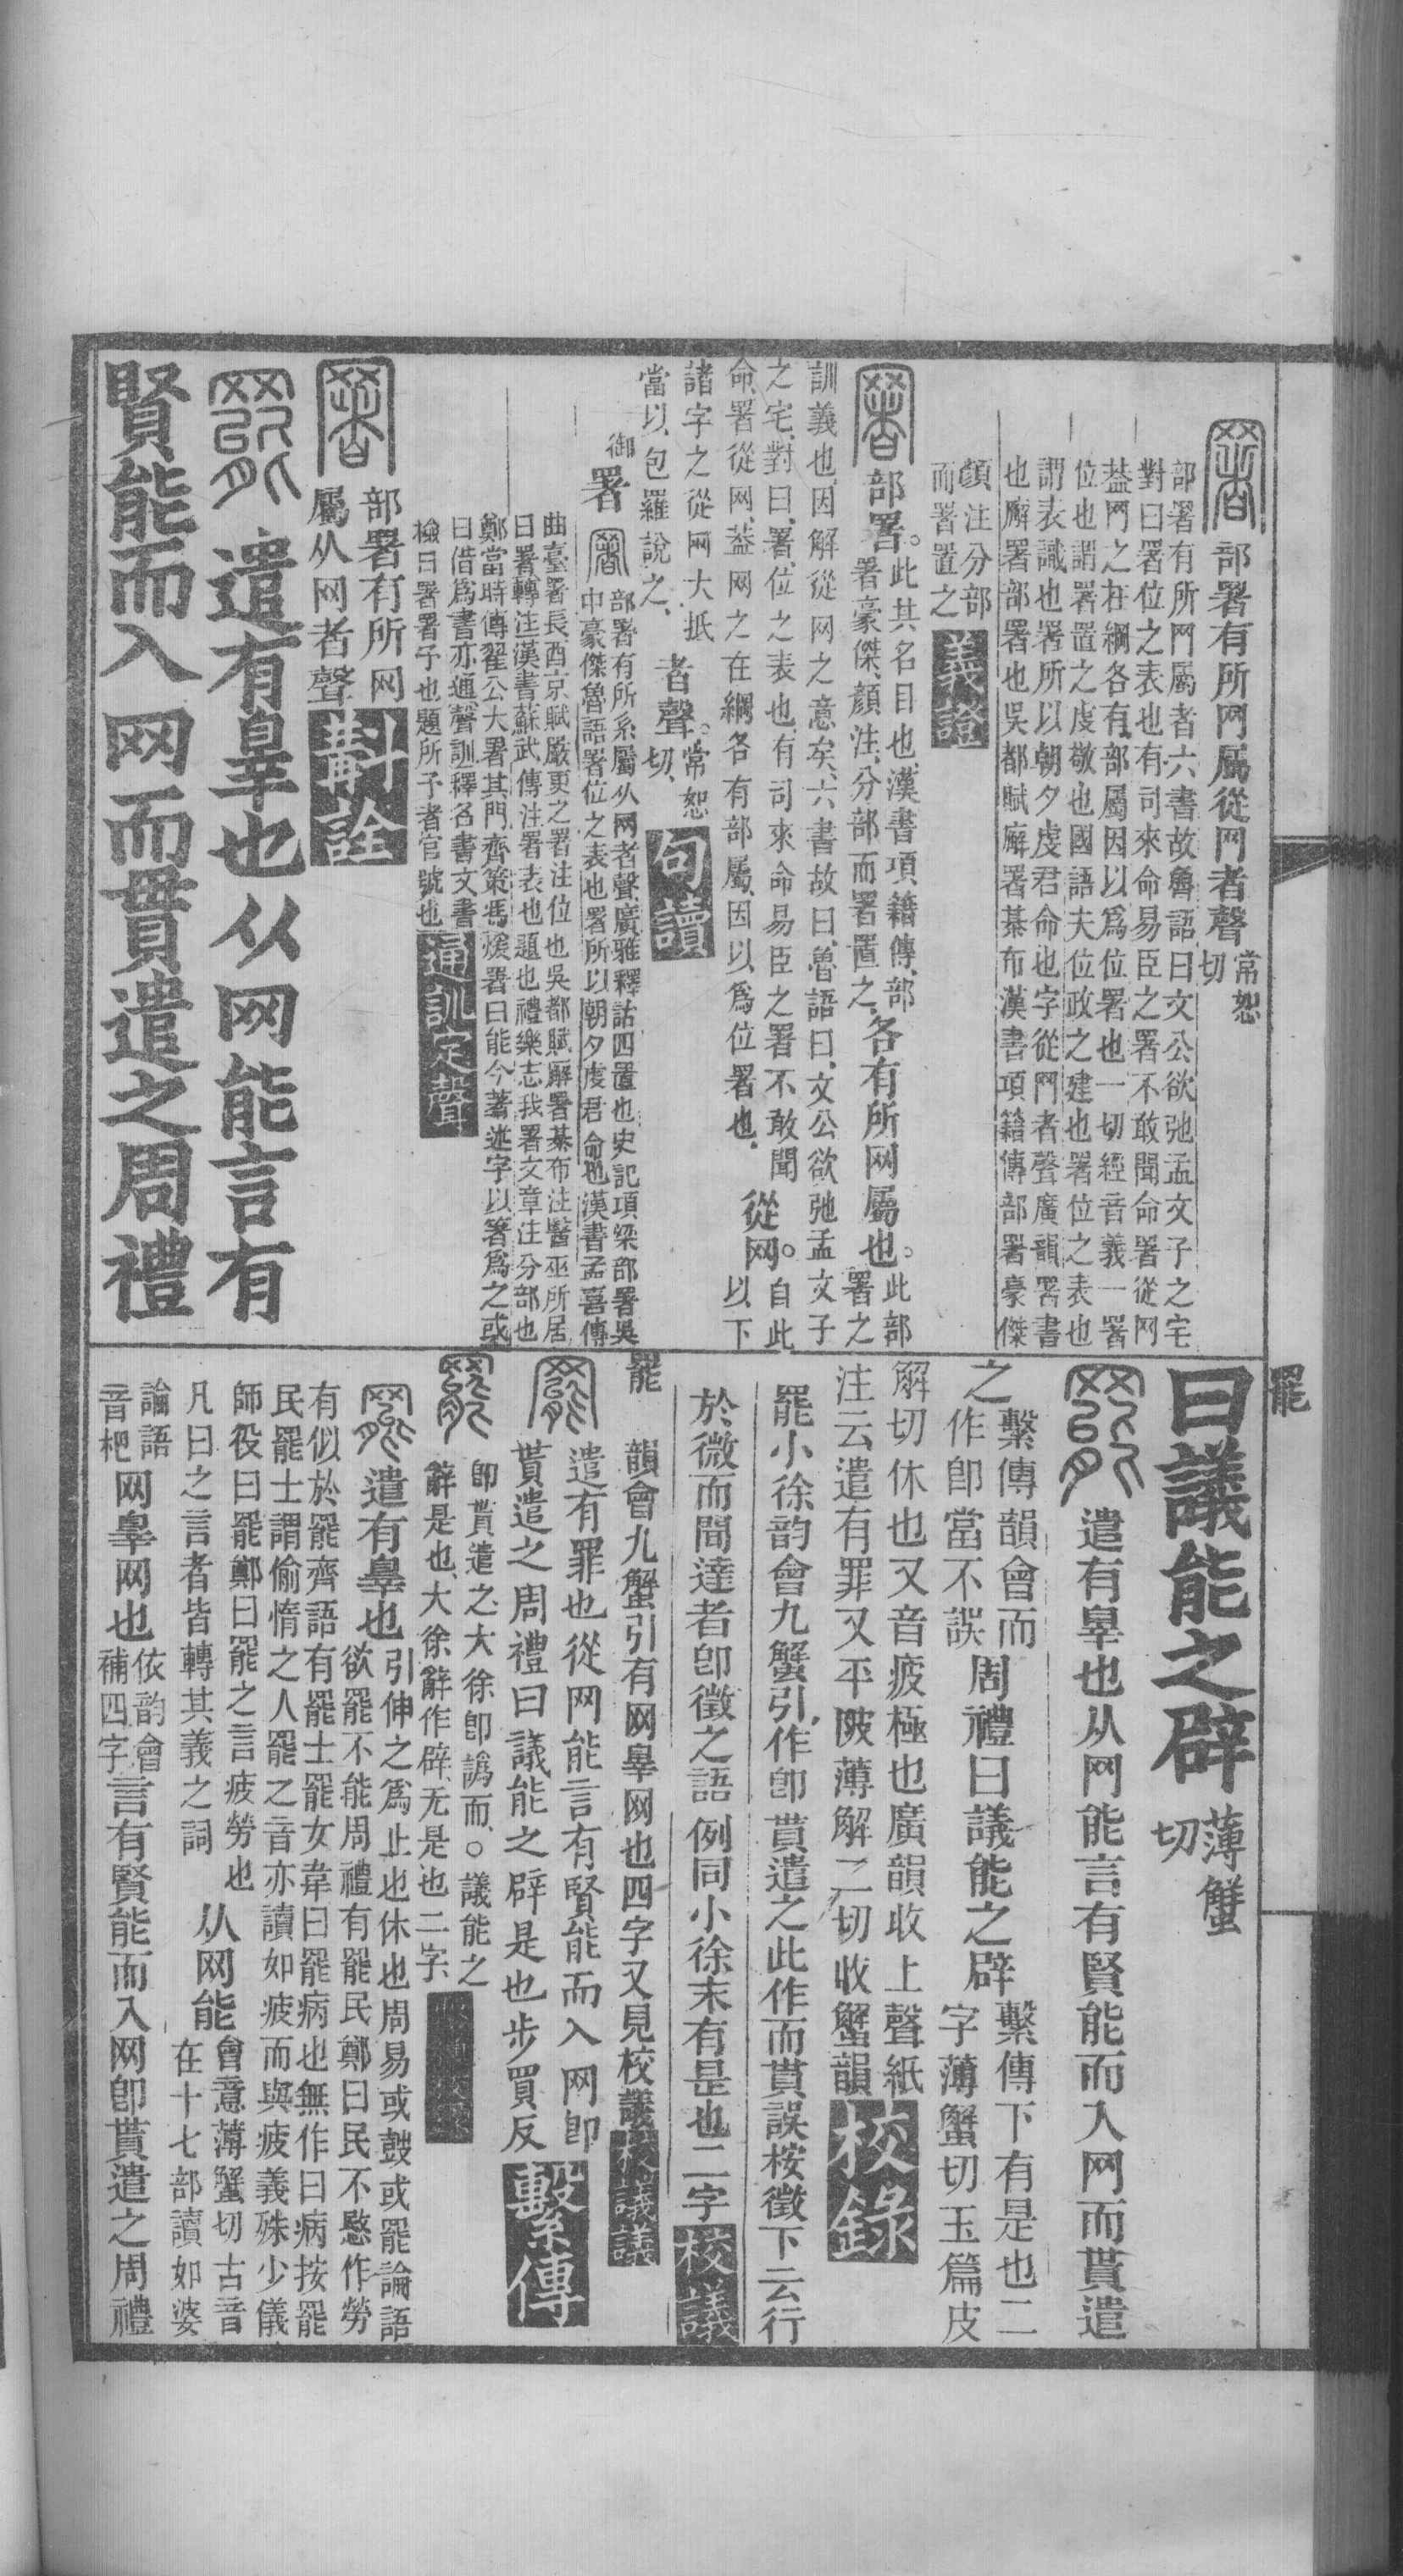 部署有所网屬從网者聲常恕切
部署有所网屬者六書故魯語曰文公欲弛孟文子之宅
對曰署位之表也有司來命易臣之署不敢聞命署從网
葢网之在綱各有部屬因以爲位署也一切經音義一署
位也謂署置之虔敬也國語夫位政之建也署位之表也
謂表識也署所以朝夕虔君命也字從网者聲廣韻署書
也廨署部署也吳都賦廨署棊布漢書項籍傳部署豪傑
顏注分部
而署置之
義證
部署。此其名目也漢書項籍傳、部
署豪傑、顏注、分部而署置之、
各有所网屬也。此部
署之
訓義也、因解從网之意矣、六書故曰、魯語曰、文公欲弛孟文子
之宅、對曰、署、位之表也、有司來命易臣之署不敢聞
命、署從网、葢网之在綱各有部屬、因以爲位署也、
從网。自此
以下
諸字之從网大抵
當以包羅說之、
者聲。常恕
切、
句讀
御
署
部署有所系屬从网者聲廣雅釋詁四置也史記項梁部署吳
中豪傑魯語署位之表也署所以朝夕虔君命也漢書孟喜傳
曲臺署長西京賦嚴更之署注位也吳都賦廨署棊布注醫巫所居
曰署轉注漢書蘇武傳注署表也題也禮樂志我署文章注分部也
鄭當時傳翟公大署其門齊策馮煖署曰能今著述字以箸爲之或
曰借爲書亦通聲訓釋名書文書
檢曰署署予也題所予者官號也
通訓定聲
部署有所网
屬从网者聲
斠詮
遣有辠也从网能言有
賢能而入网而貰遣之周禮
罷
曰議能之辟薄蟹
切
遣有辠也从网能言有賢能而入网而貰遣
之繫傳韻會而
作卽當不誤
周禮曰議能之辟繫傳下有是也二
字薄蟹切玉篇皮
解切休也又音疲極也廣韻收上聲紙
注云遣有罪又平陂薄解二切收蟹韻
校錄
罷小徐韵會九蟹引、作卽貰遣之此作而貰誤桉徵下云行
於微而聞達者卽徵之語例同小徐末有是也二字
校議
罷
韻會九蟹引有网辠网也四字又見校議
校議議
遣有罪也從网能言有賢能而入网卽
貰遣之周禮曰議能之辟是也步買反
繫傳
卽貰遣之、大徐卽譌而、○議能之
辭是也、大徐辭作辟、无是也二字、
遣有辠也引伸之爲止也休也周易或鼓或罷論語
欲罷不能周禮有罷民鄭曰民不愍作勞
有似於罷齊語有罷士罷女韋曰罷病也無作曰病按罷
民罷士謂偷惰之人罷之音亦讀如疲而與疲義殊少儀
師役曰罷鄭曰罷之言疲勞也
凡曰之言者皆轉其義之詞
从网能會意薄蟹切古音
在十七部讀如婆
論語
音杷
网辠网也依韵會
補四字
言有賢能而入网卽貰遣之周禮